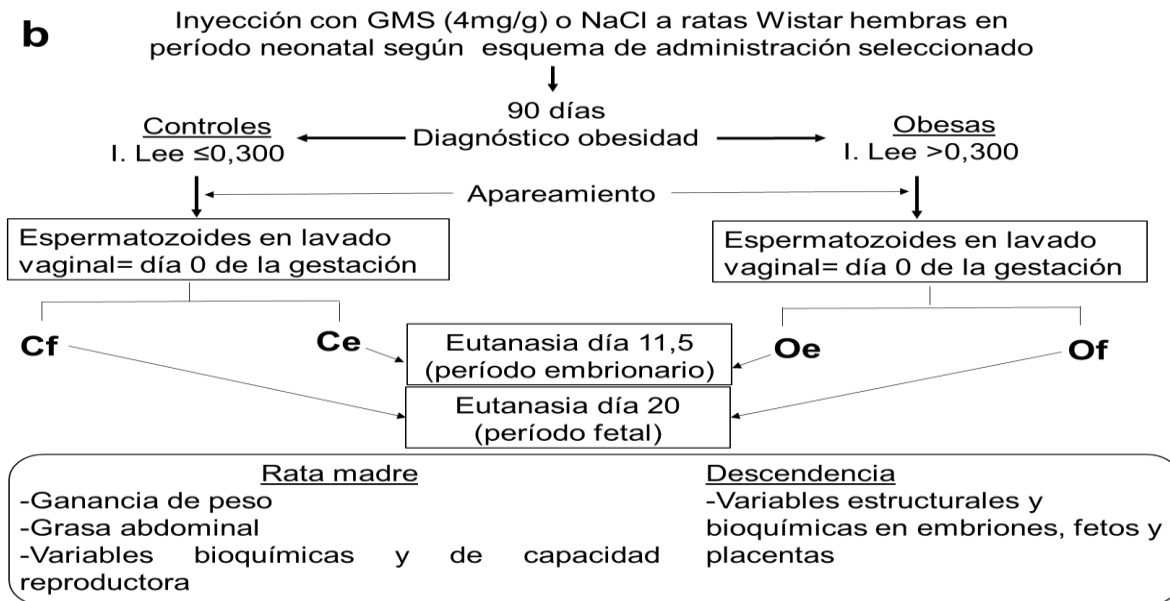 b
Inyección con GMS (4mg/g) o NaCl a ratas Wistar hembras en
período neonatal según esquema de administración seleccionado
90 días
Diagnóstico obesidad
Controles
I. Lee ≤0,300
Obesas
I. Lee >0,300
Apareamiento
Espermatozoides en lavado
vaginal= día 0 de la gestación
Espermatozoides en lavado
vaginal= día 0 de la gestación
Cf
Ce
Eutanasia día 11,5
(período embrionario)
Oe
Of
Eutanasia día 20
(período fetal)
Rata madre
-Ganancia de peso
-Grasa abdominal
-Variables bioquímicas y de capacidad
reproductora
Descendencia
-Variables estructurales y
bioquímicas en embriones, fetos y
placentas